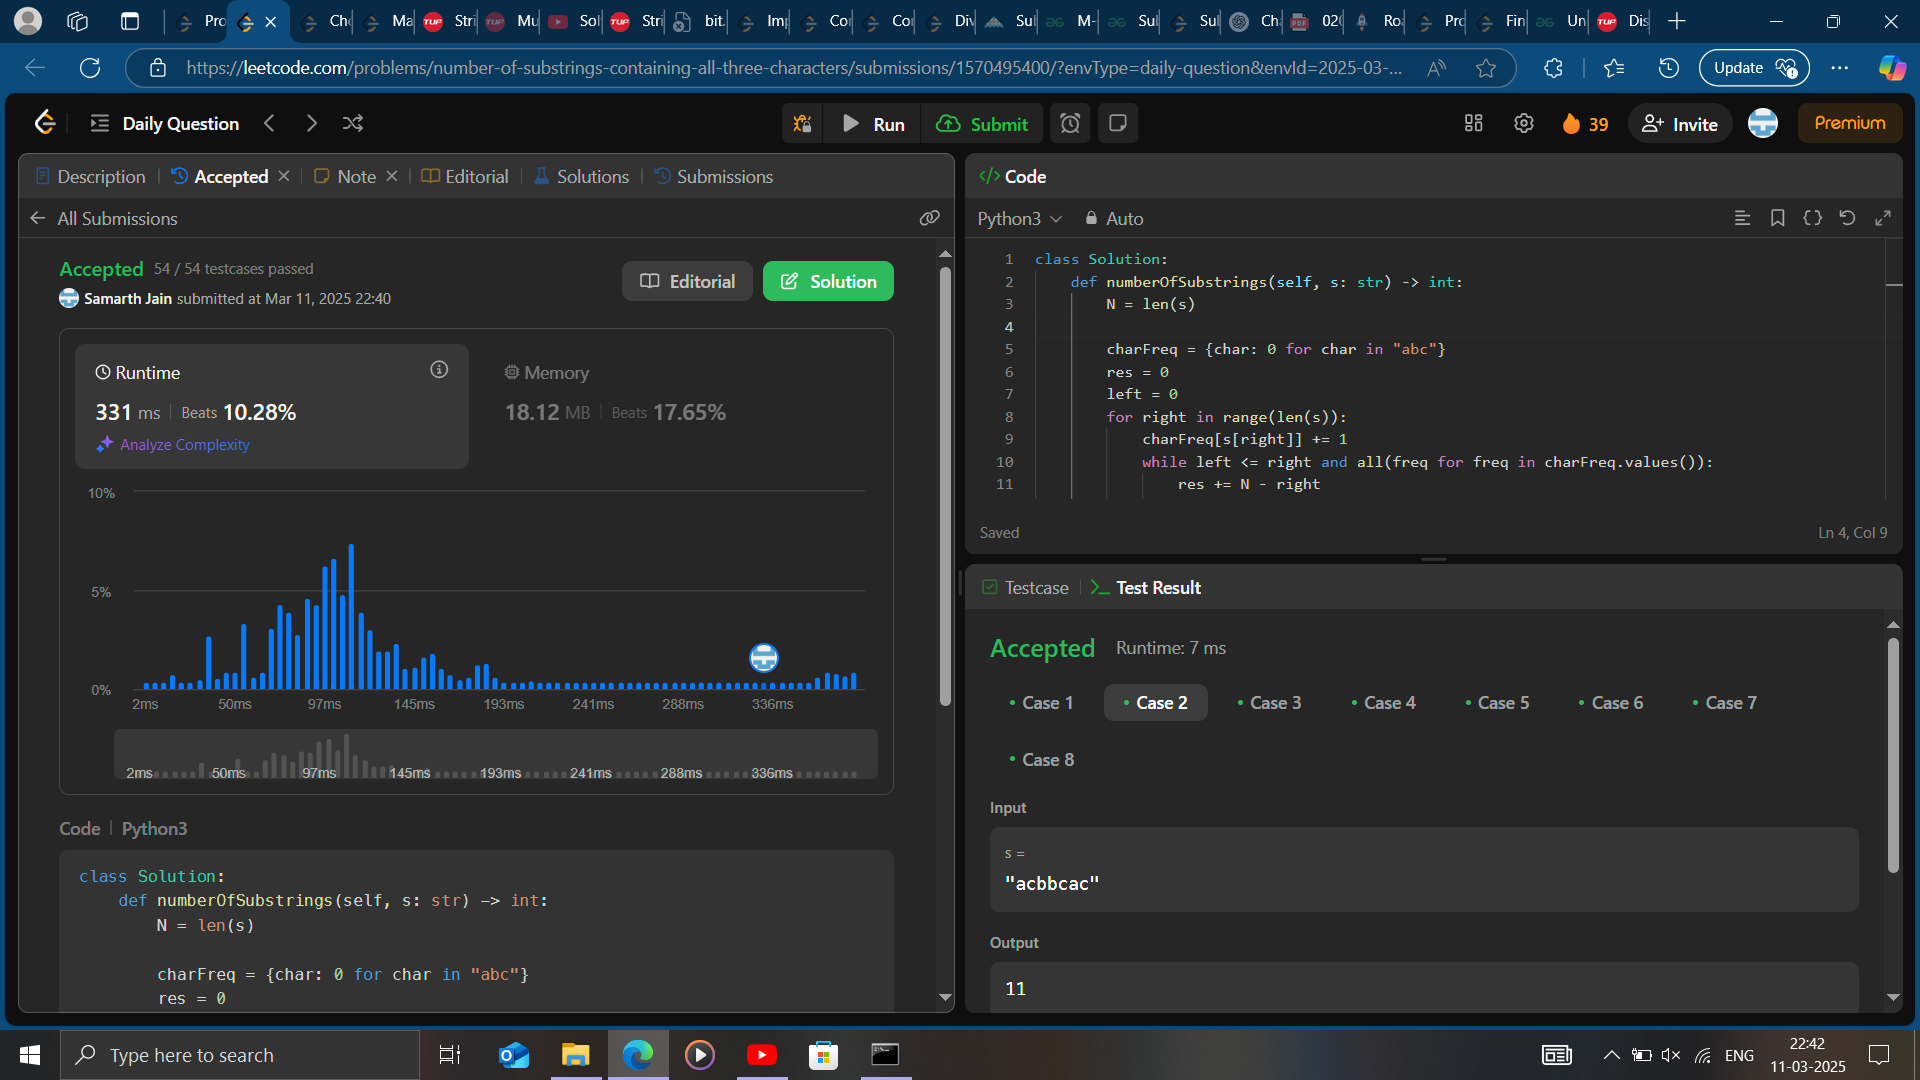 Pro
Cho
Ma
Stri
Mu
Sol
Stri
bit.
Imp
Cor
Cor
Div
Sul
M-
Sul
Sul
Cha
020
Roa
Pro
Fin
Un
Dis
https://leetcode.com/problems/number-of-substrings-containing-all-three-characters/submissions/1570495400/?envType=daily-question&envId=2025-03-...
Update
Daily Question
Run
Submit
39
Invite
Premium
Description
Accepted
Note
Editorial
Solutions
Submissions
All Submissions
Accepted 54 / 54 testcases passed
Samarth Jain submitted at Mar 11, 2025 22:40
Editorial
Solution
Runtime
331 ms | Beats 10.28%
Analyze Complexity
Memory
18.12 MB | Beats 17.65%
10%
5%
0%
2ms 50ms 97ms 145ms 193ms 241ms 288ms 336ms
2ms 50ms 97ms 145ms 193ms 241ms 288ms 336ms
Code | Python3
class Solution:
def numberOfSubstrings(self, s: str) -> int:
N = len(s)
charFreq = {char: 0 for char in "abc"}
res = 0
</> Code
Python3
Auto
1 class Solution:
2 def numberOfSubstrings(self, s: str) -> int:
3 N = len(s)
4
5 charFreq = {char: 0 for char in "abc"}
6 res = 0
7 left = 0
8 for right in range(len(s)):
9 charFreq[s[right]] += 1
10 while left <= right and all(freq for freq in charFreq.values()):
11 res += N - right
Saved
Ln 4, Col 9
Testcase
Test Result
Accepted Runtime: 7 ms
Case 1
Case 2
Case 3
Case 4
Case 5
Case 6
Case 7
Case 8
Input
s =
"acbbcac"
Output
11
Type here to search
ENG
22:42
11-03-2025